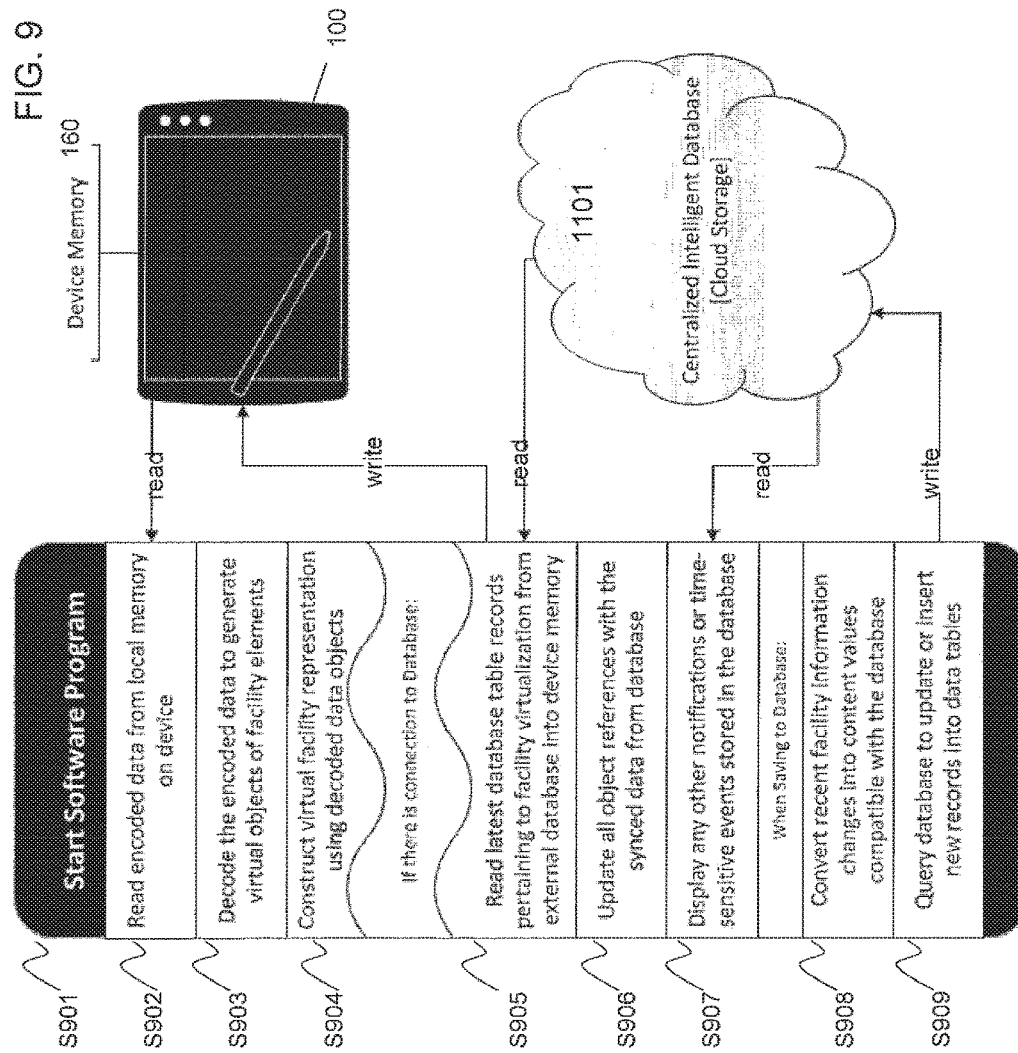 FIG. 9
S901
Start Software Program
S902
Read encoded data from local memory
on device
S903
Decode the encoded data to generate
virtual objects of facility elements
S904
Construct virtual facility representation
using decoded data objects
If there is connection to Database:
S905
Read latest database table records
pertaining to facility virtualization from
external database into device memory
S906
Update all object references with the
synced data from database
S907
Display any other notifications or time-
sensitive events stored in the database
When Saving to Database:
S908
Convert recent facility information
changes into content values
compatible with the database
S909
Query database to update or insert
new records into data tables
read
write
read
read
write
Device Memory 160
100
1101
Centralized Intelligent Database
[Cloud Storage]